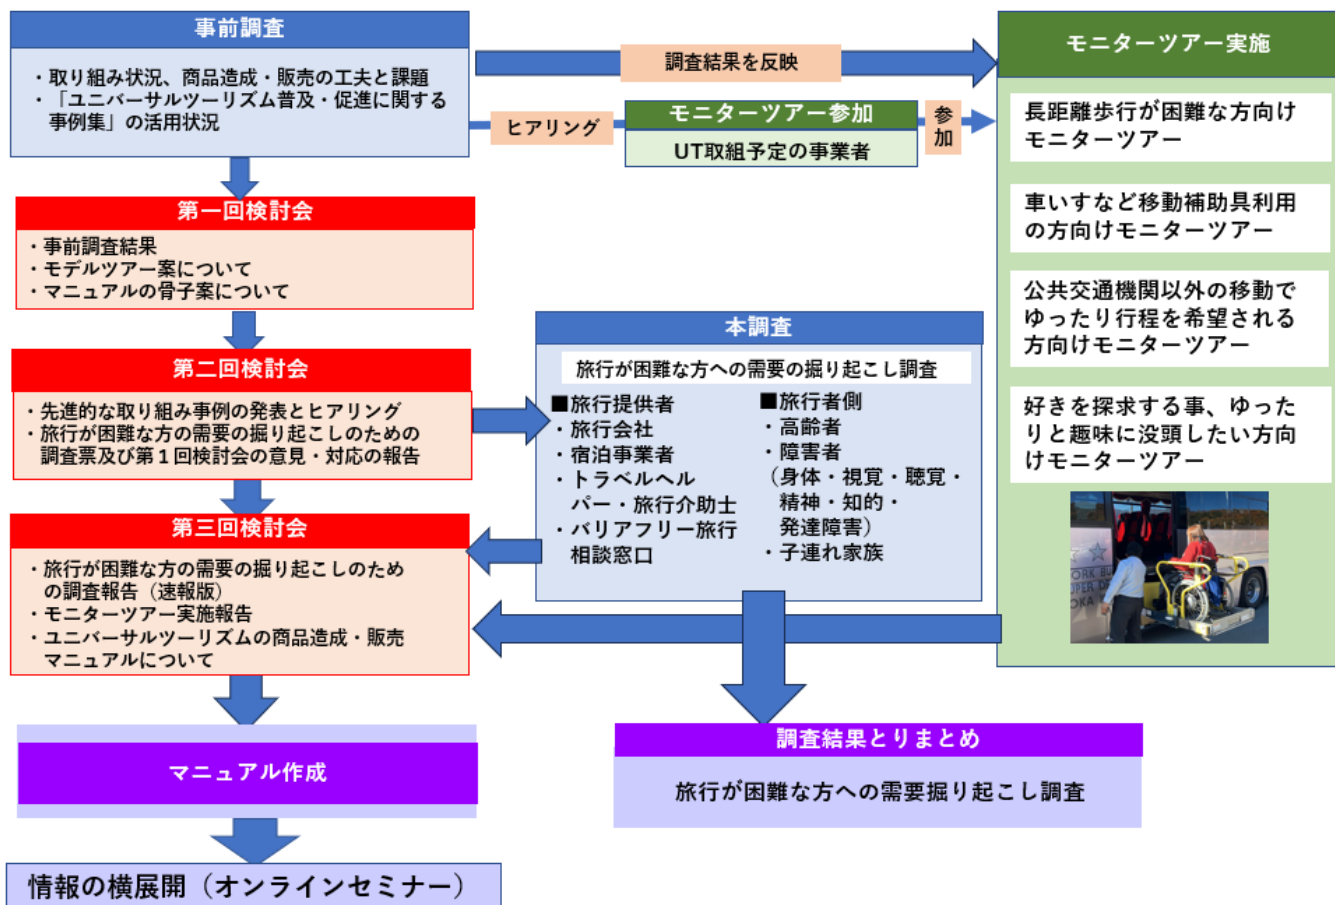 事前調査
・取り組み状況、商品造成・販売の工夫と課題
・「ユニバーサルツーリズム普及・促進に関する
事例集」の活用状況
調査結果を反映
ヒアリング
モニターツアー参加
UT取組予定の事業者
参
加
モニターツアー実施
長距離歩行が困難な方向け
モニターツアー
車いすなど移動補助具利用
の方向けモニターツアー
公共交通機関以外の移動で
ゆったり行程を希望される
方向けモニターツアー
好きを探求する事、ゆった
りと趣味に没頭したい方向
けモニターツアー
第一回検討会
・事前調査結果
・モデルツアー案について
・マニュアルの骨子案について
第二回検討会
・先進的な取り組み事例の発表とヒアリング
・旅行が困難な方の需要の掘り起こしのための
調査票及び第１回検討会の意見・対応の報告
本調査
旅行が困難な方への需要の掘り起こし調査
■旅行提供者
・旅行会社
・宿泊事業者
・トラベルヘル
パー・旅行介助士
・バリアフリー旅行
相談窓口
■旅行者側
・高齢者
・障害者
（身体・視覚・聴覚・
精神・知的・
発達障害）
・子連れ家族
第三回検討会
・旅行が困難な方の需要の掘り起こしのため
の調査報告（速報版）
・モニターツアー実施報告
・ユニバーサルツーリズムの商品造成・販売
マニュアルについて
マニュアル作成
調査結果とりまとめ
旅行が困難な方への需要掘り起こし調査
情報の横展開（オンラインセミナー）